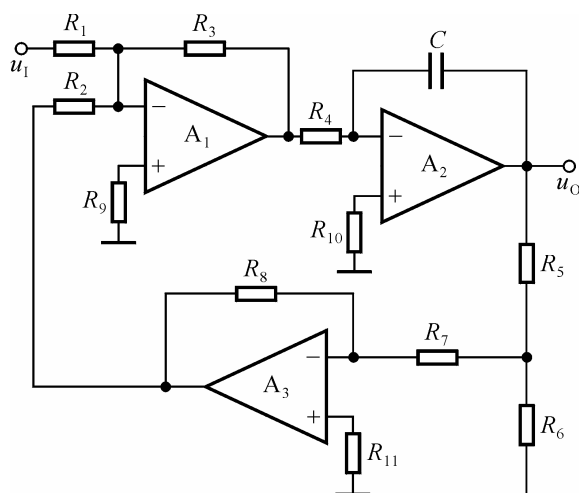 R1
R3
uI
R2
C
−
A1
+
R4
−
A2
+
uO
R9
R10
R5
R8
R7
−
A3
+
R6
R11